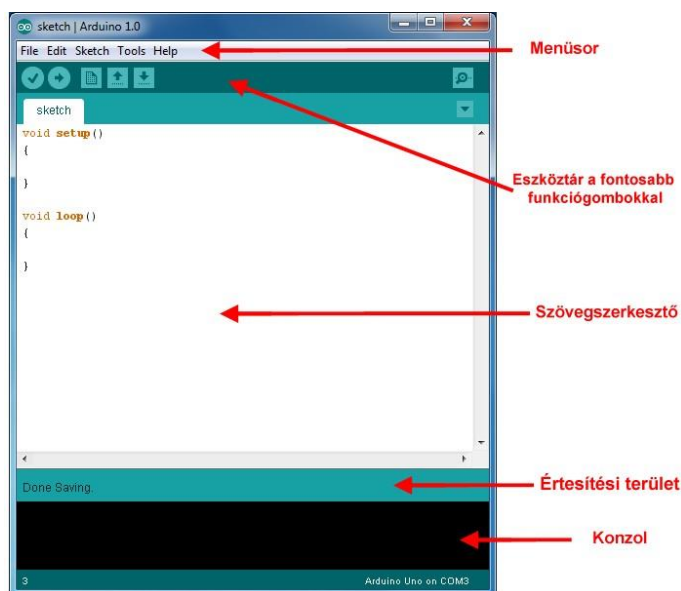 sketch | Arduino 1.0
File Edit Sketch Tools Help
Menüsor
sketch
void setup()
{
}
Eszköztár a fontosabb
funkciógombokkal
void loop()
{
}
Szövegszerkesztő
Done Saving.
Értesítési terület
Konzol
3
Arduino Uno on COM3